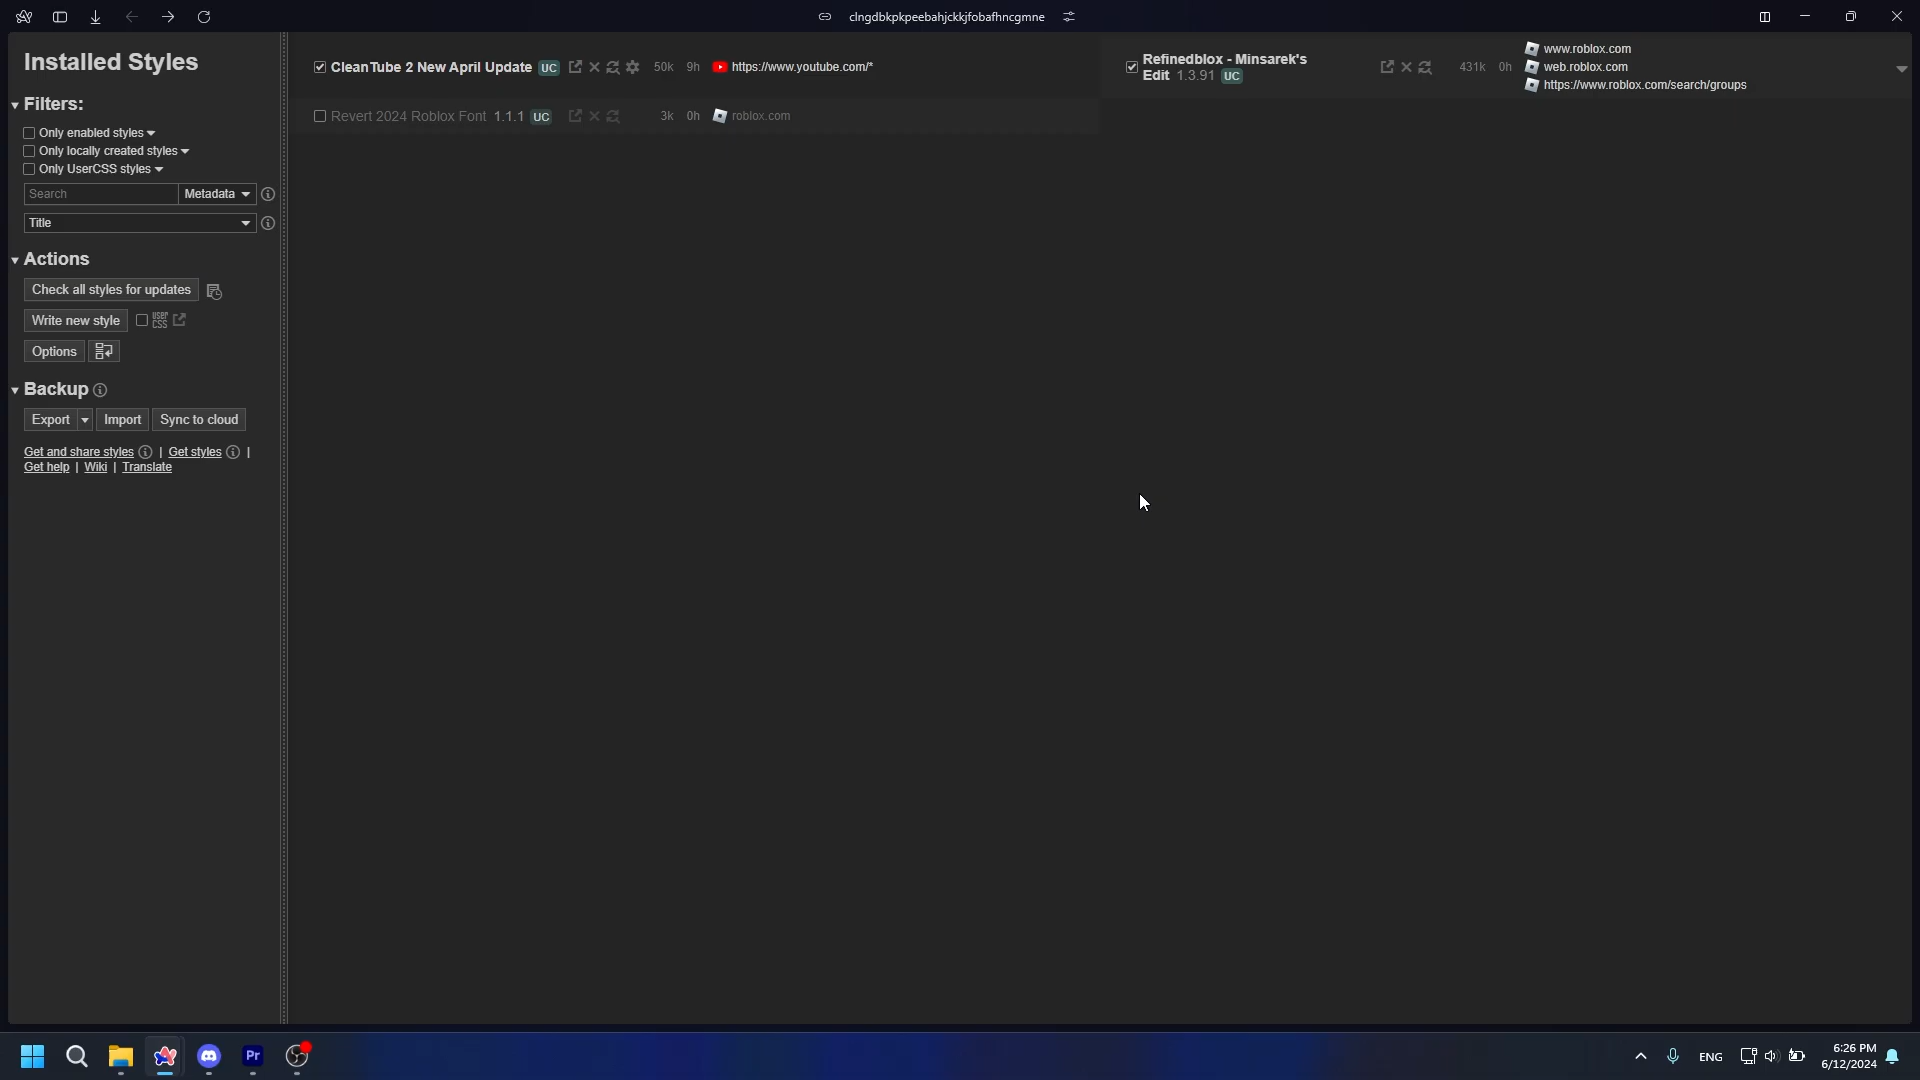 clngdbkpkpeebahjckkjfobafhncgmne
Installed Styles
Filters:
Only enabled styles
Only locally created styles
Only UserCSS styles
Search Metadata
Title
Actions
Check all styles for updates
Write new style USER CSS
Options
Backup
Export Import Sync to cloud
Get and share styles | Get styles |
Get help | Wiki | Translate
CleanTube 2 New April Update UC 50k 9h https://www.youtube.com/*
Revert 2024 Roblox Font 1.1.1 UC 3k 0h roblox.com
Refinedblox - Minsarek's
Edit 1.3.91 UC
431k 0h
www.roblox.com
web.roblox.com
https://www.roblox.com/search/groups
Pr
ENG
6:26 PM
6/12/2024